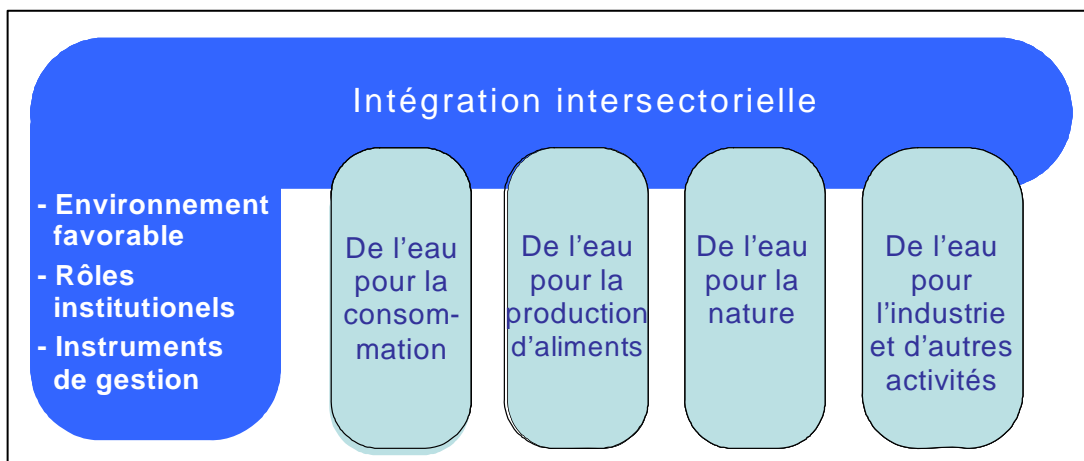 Intégration intersectorielle
- Environnement
favorable
- Rôles
institutionels
- Instruments
de gestion
De l'eau
pour la
consom-
mation
De l'eau
pour la
production
d'aliments
De l'eau
pour la
nature
De l'eau
pour
l'industrie
et d'autres
activités